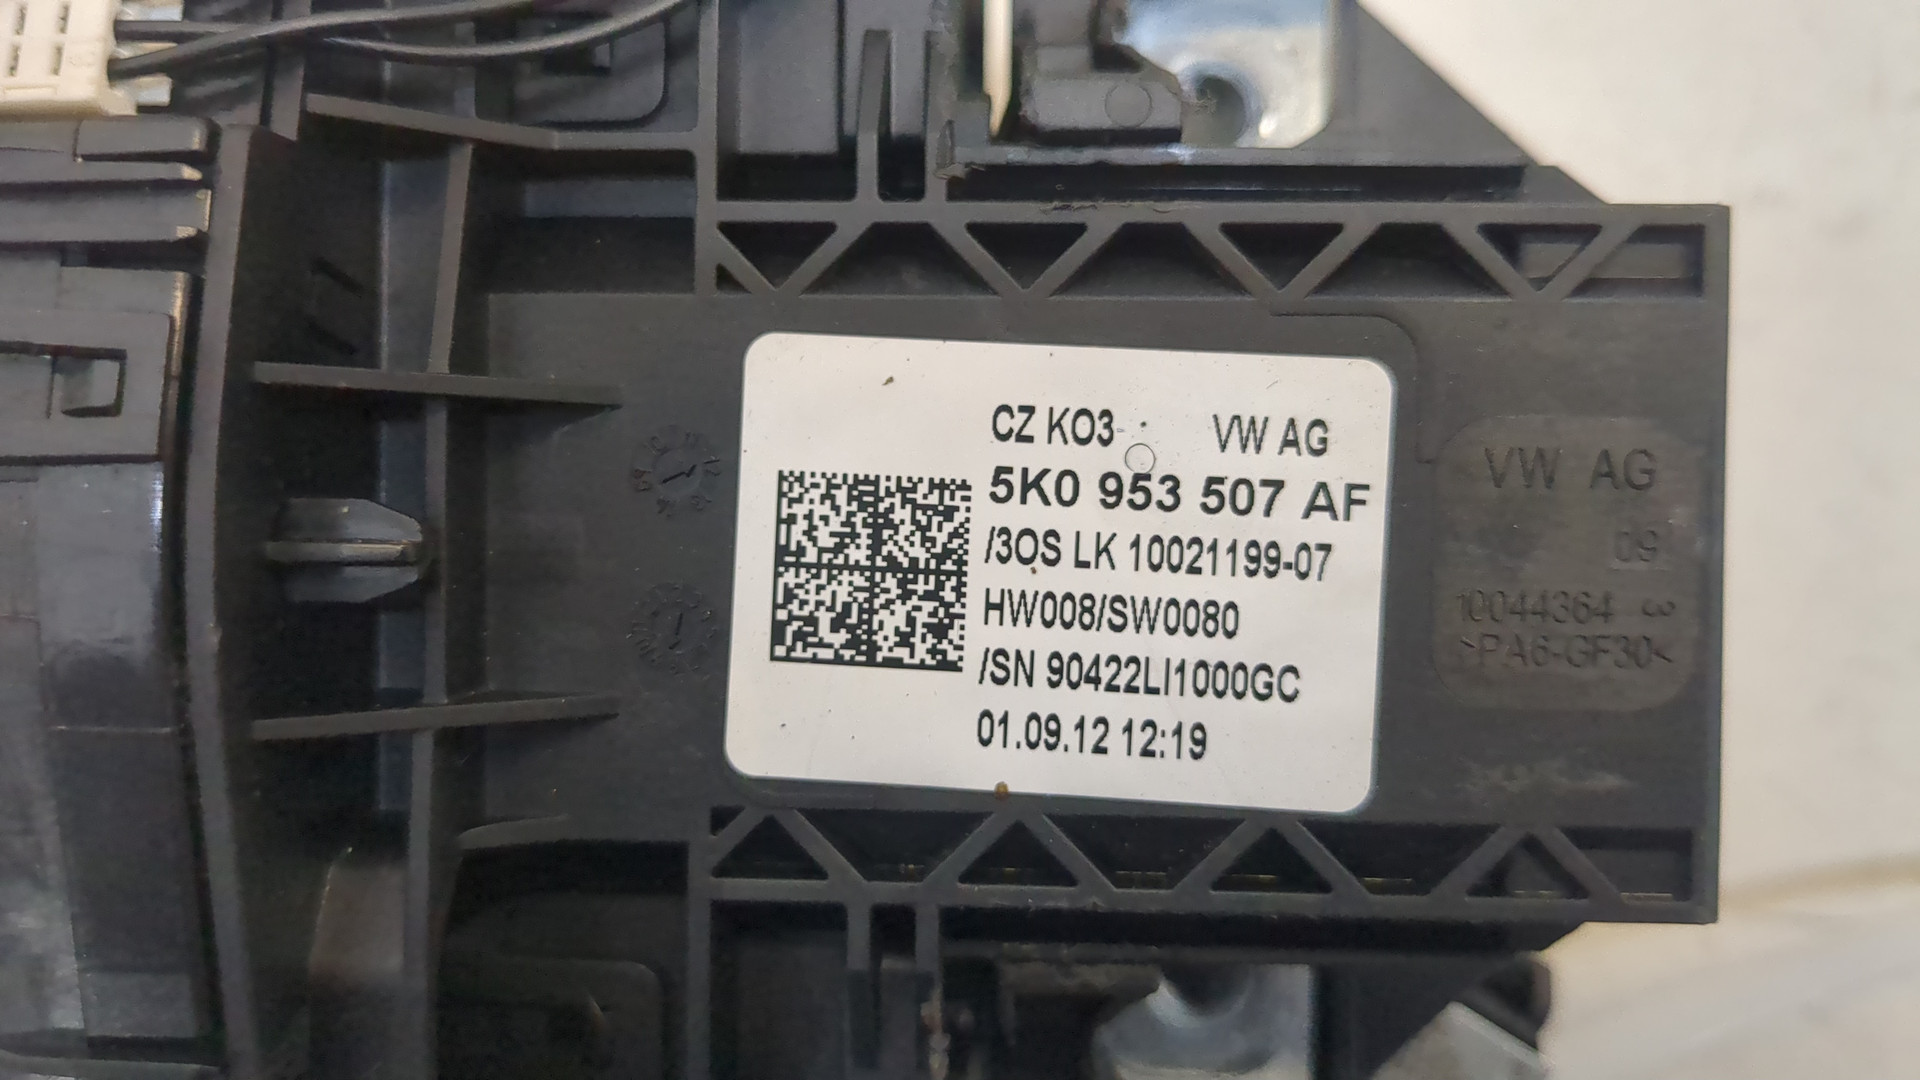 CZ KO3 VW AG
5K0 953 507 AF
/3OS LK 10021199-07
HW008/SW0080
/SN 90422LI1000GC
01.09.12 12:19
VW AG
09
10044364 3
>PA6-GF30<